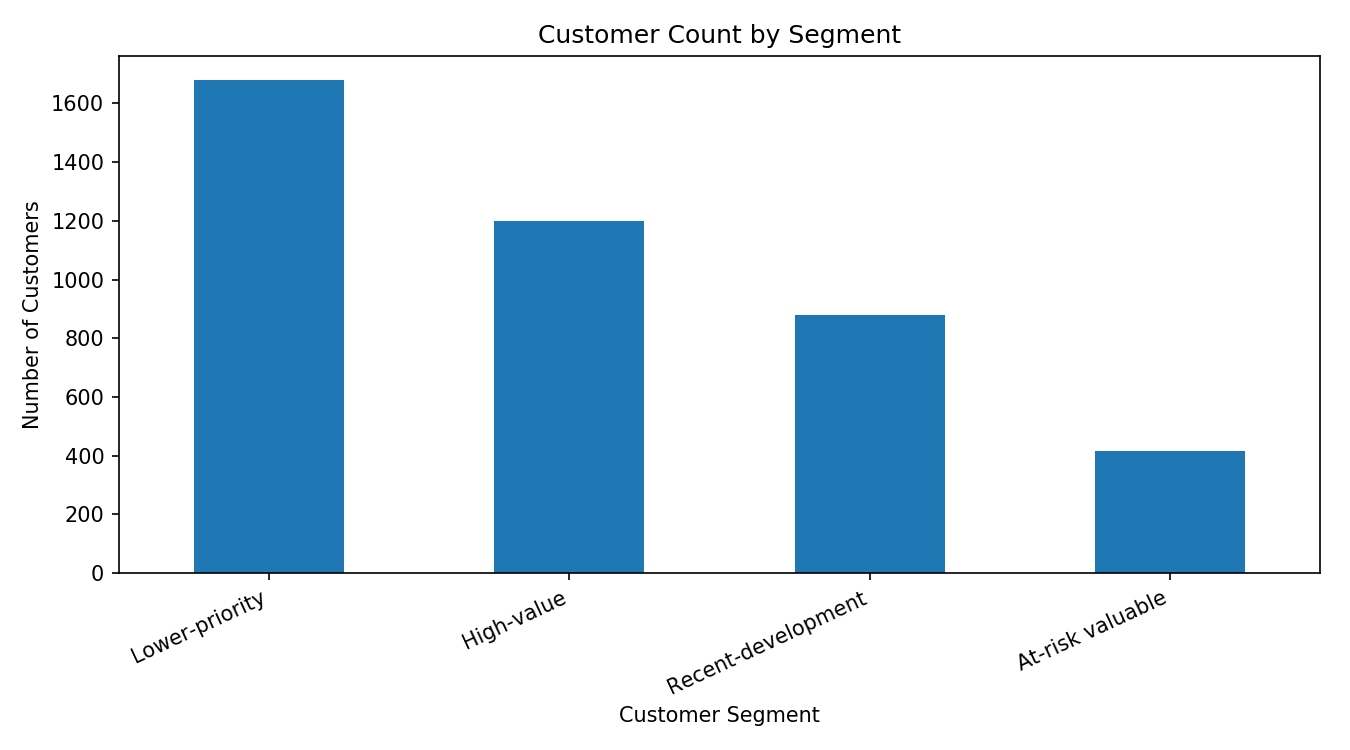 Customer Count by Segment
Number of Customers
1600
1400
1200
1000
800
600
400
200
0
Lower-priority
High-value
Recent-development
At-risk valuable
Customer Segment